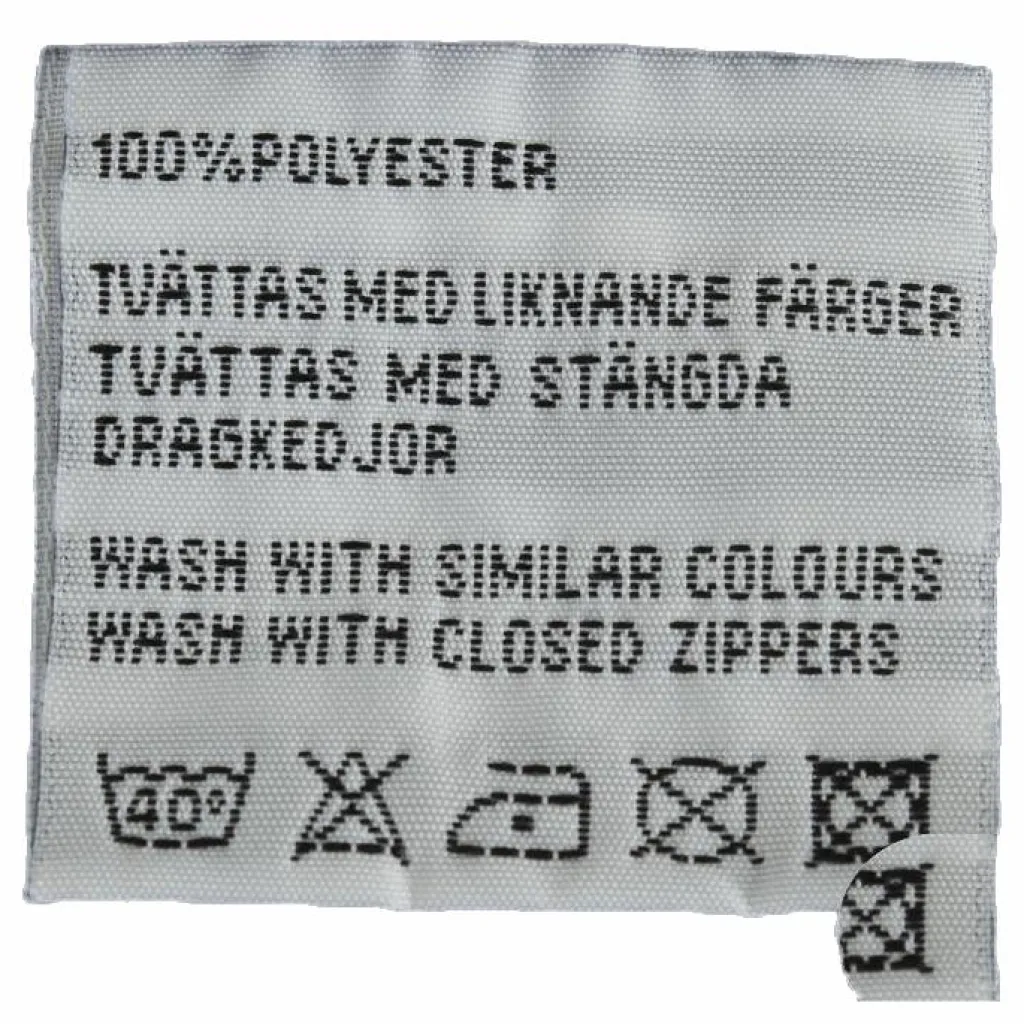 100%POLYESTER
TVÄTTAS MED LIKNANDE FÄRGER
TVÄTTAS MED STÄNGDA
DRAGKEDJOR
WASH WITH SIMILAR COLOURS
WASH WITH CLOSED ZIPPERS
40°